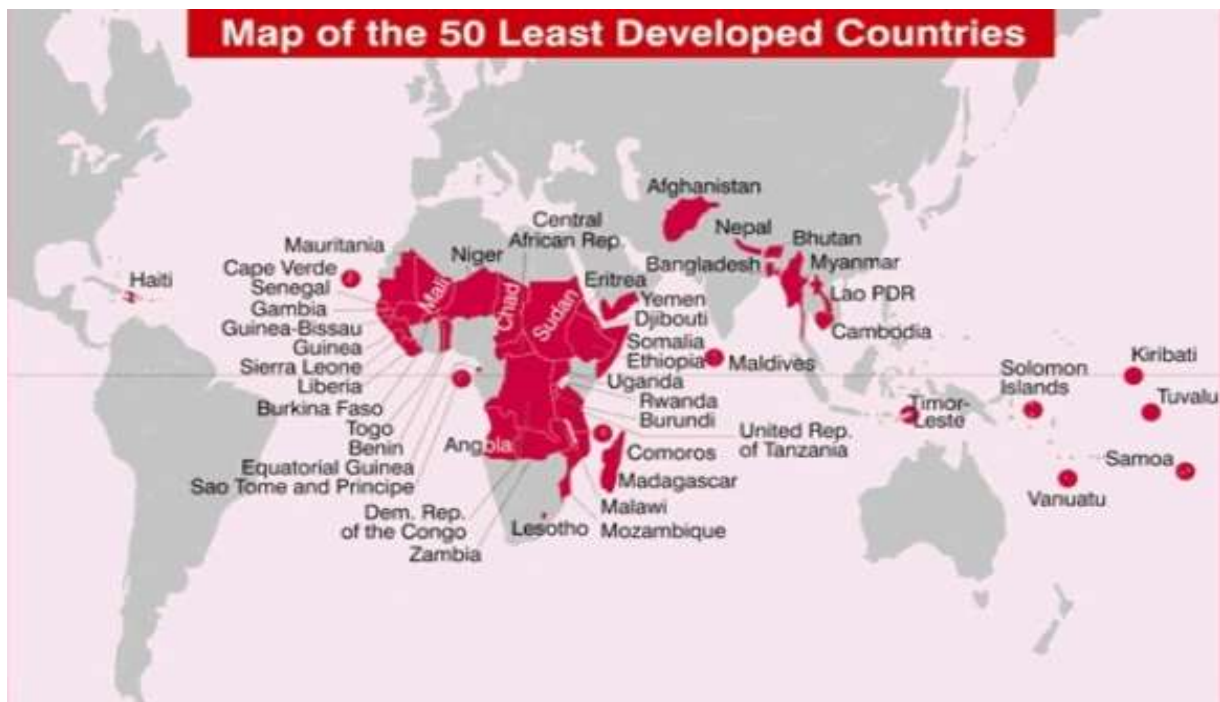 Map of the 50 Least Developed Countries
Afghanistan
Central
African Rep.
Nepal
Bhutan
Mauritania
Niger
Bangladesh
Myanmar
Cape Verde
Haiti
Eritrea
Senegal
Mali
Chad
Sudan
Yemen
Lao PDR
Gambia
Djibouti
Guinea-Bissau
Cambodia
Guinea
Somalia
Sierra Leone
Ethiopia
Maldives
Kiribati
Liberia
Uganda
Solomon
Islands
Tuvalu
Burkina Faso
Rwanda
Timor-
Leste
Togo
Burundi
United Rep.
of Tanzania
Benin
Angola
Comoros
Samoa
Equatorial Guinea
Sao Tome and Principe
Madagascar
Vanuatu
Malawi
Dem. Rep.
of the Congo
Lesotho
Mozambique
Zambia